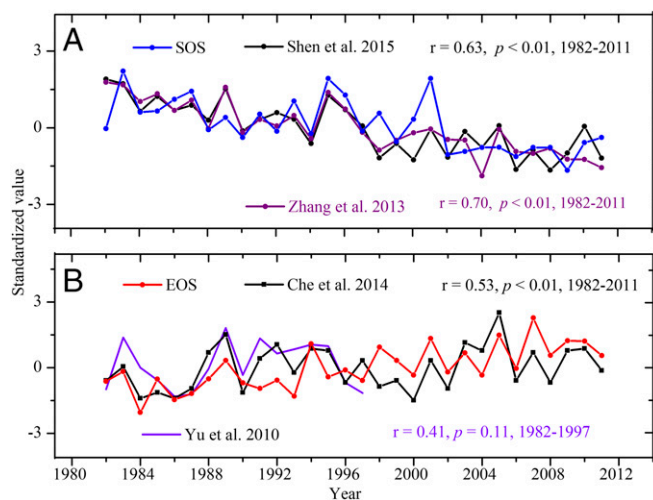 A
SOS
Shen et al. 2015
r = 0.63, p < 0.01, 1982-2011
3
0
-3
Zhang et al. 2013
r = 0.70, p < 0.01, 1982-2011
Standardized value
B
EOS
Che et al. 2014
r = 0.53, p < 0.01, 1982-2011
3
0
-3
Yu et al. 2010
r = 0.41, p = 0.11, 1982-1997
1980 1984 1988 1992 1996 2000 2004 2008 2012
Year